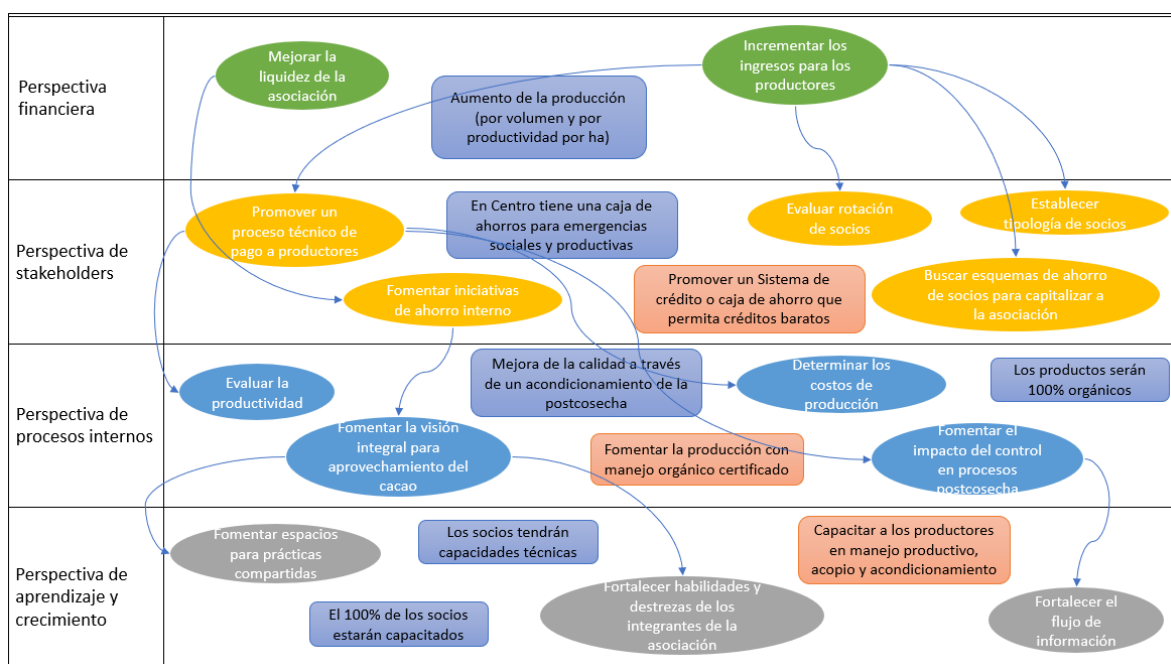 Perspectiva
financiera
Mejorar la
liquidez de la
asociación
Aumento de la producción
(por volumen y por
productividad por ha)
Incrementar los
ingresos para los
productores
Perspectiva de
stakeholders
Promover un
proceso técnico de
pago a productores
En Centro tiene una caja de
ahorros para emergencias
sociales y productivas
Evaluar rotación
de socios
Establecer
tipología de socios
Fomentar iniciativas
de ahorro interno
Promover un Sistema de
crédito o caja de ahorro que
permita créditos baratos
Buscar esquemas de ahorro
de socios para capitalizar a
la asociación
Perspectiva de
procesos internos
Evaluar la
productividad
Mejora de la calidad a través
de un acondicionamiento de la
postcosecha
Determinar los
costos de
producción
Los productos serán
100% orgánicos
Fomentar la visión
integral para
aprovechamiento del
cacao
Fomentar la producción con
manejo orgánico certificado
Fomentar el
impacto del control
en procesos
postcosecha
Perspectiva de
aprendizaje y
crecimiento
Fomentar espacios
para prácticas
compartidas
Los socios tendrán
capacidades técnicas
Capacitar a los productores
en manejo productivo,
acopio y acondicionamiento
El 100% de los socios
estarán capacitados
Fortalecer habilidades y
destrezas de los
integrantes de la
asociación
Fortalecer el
flujo de
información